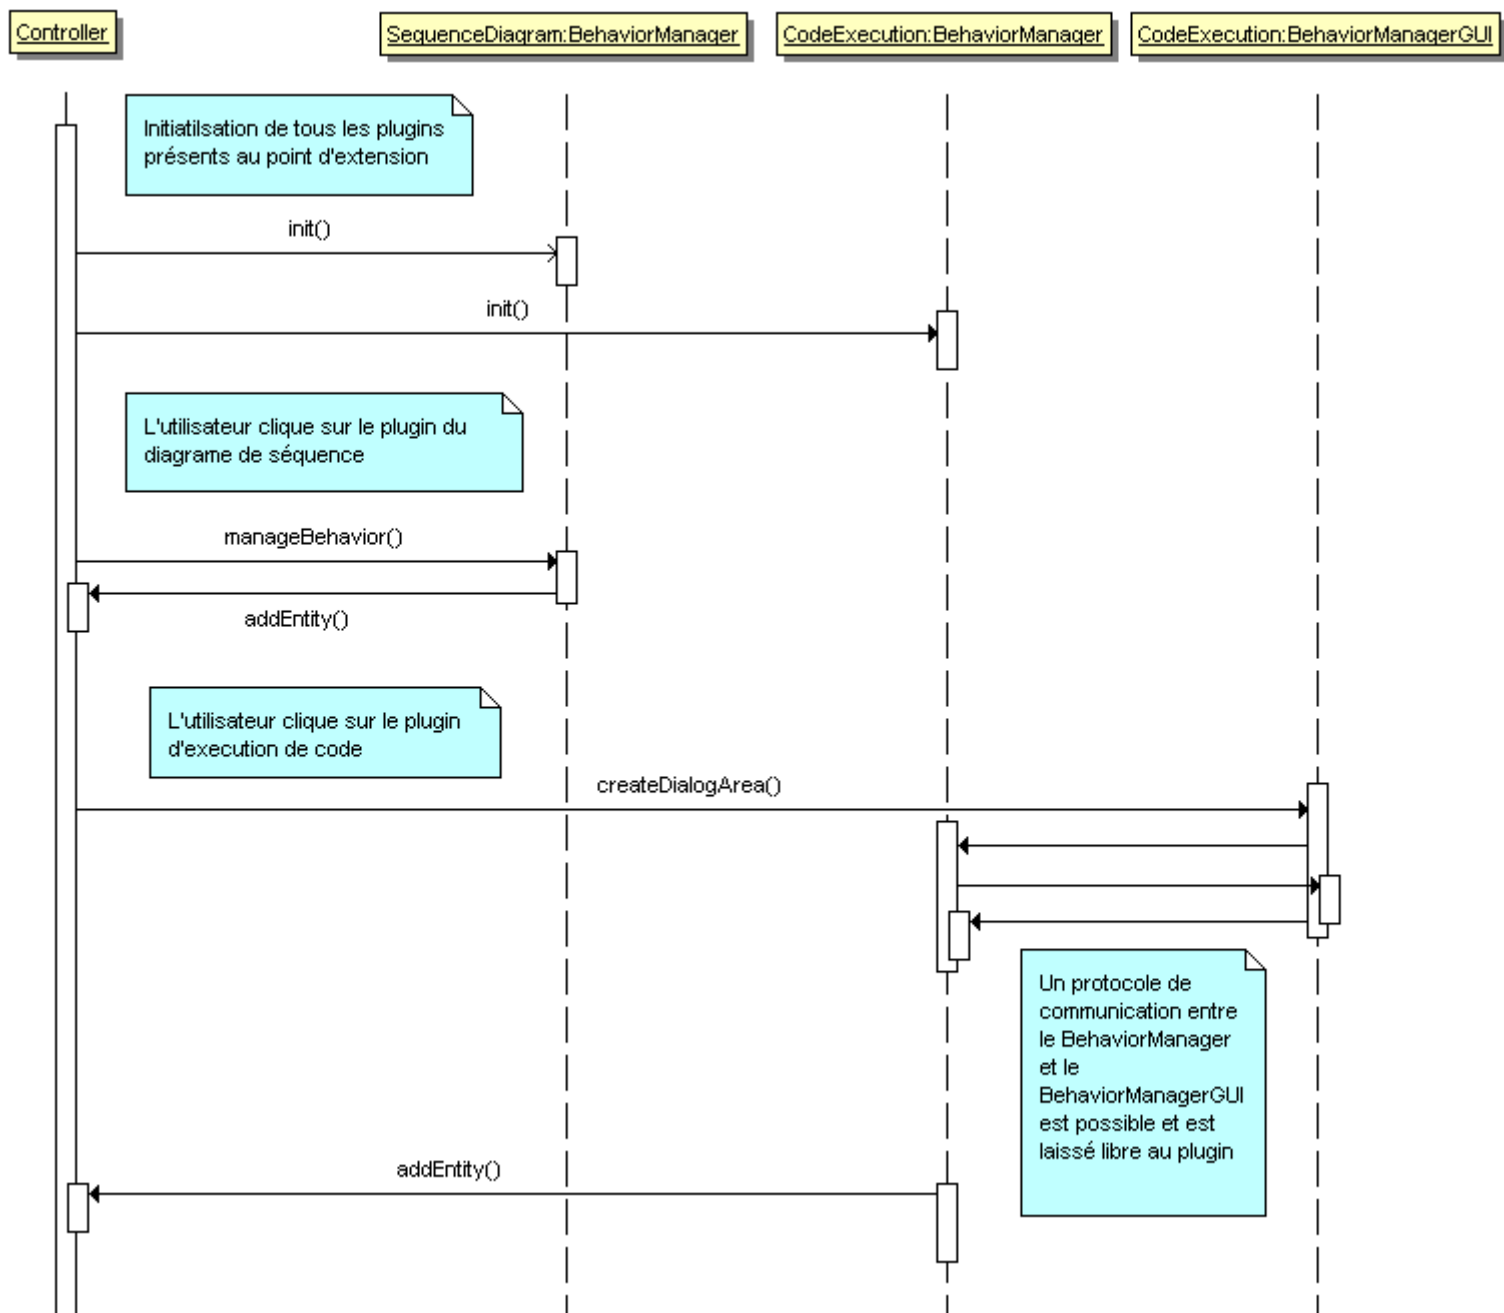 Controller
SequenceDiagram:BehaviorManager
CodeExecution:BehaviorManager
CodeExecution:BehaviorManagerGUI
Initiatilsation de tous les plugins
présents au point d'extension
init()
init()
L'utilisateur clique sur le plugin du
diagrame de séquence
manageBehavior()
addEntity()
L'utilisateur clique sur le plugin
d'execution de code
createDialogArea()
Un protocole de
communication entre
le BehaviorManager
et le
BehaviorManagerGUI
est possible et est
laissé libre au plugin
addEntity()